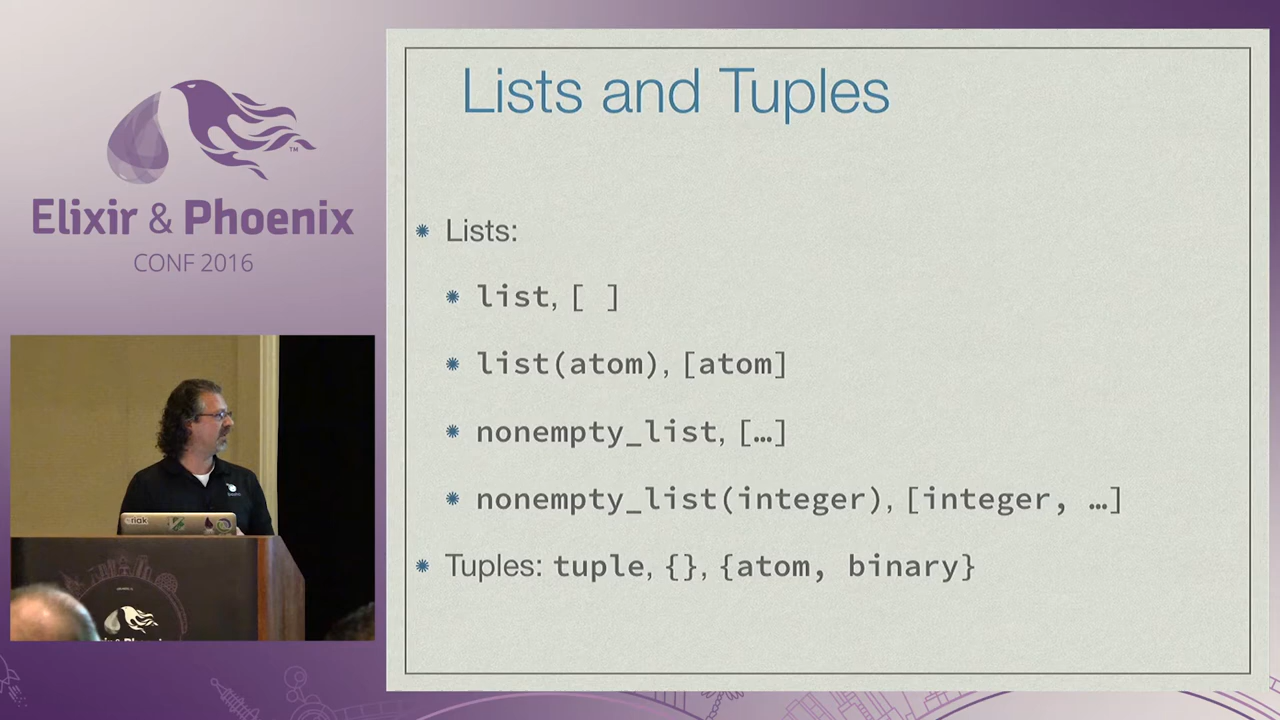 Elixir & Phoenix
TM
CONF 2016
riak
Lists and Tuples
Lists:
list, [ ]
list(atom), [atom]
nonempty_list, […]
nonempty_list(integer), [integer, …]
Tuples: tuple, {}, {atom, binary}